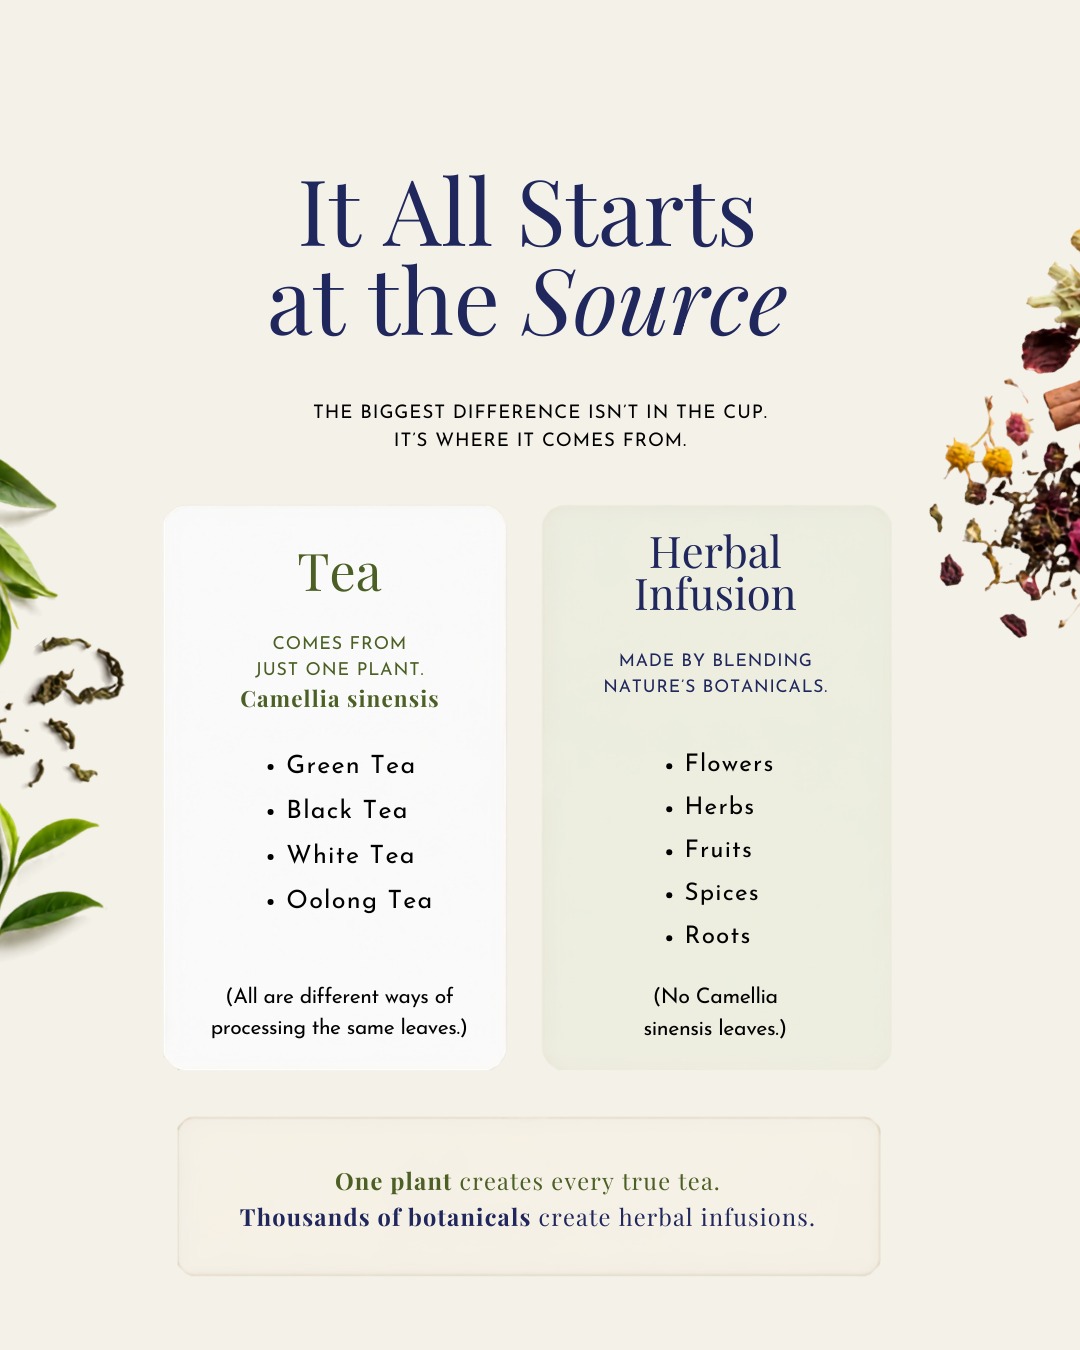 It All Starts
at the Source
THE BIGGEST DIFFERENCE ISN'T IN THE CUP.
IT'S WHERE IT COMES FROM.
Tea
COMES FROM
JUST ONE PLANT.
Camellia sinensis
• Green Tea
• Black Tea
• White Tea
• Oolong Tea
(All are different ways of
processing the same leaves.)
Herbal
Infusion
MADE BY BLENDING
NATURE'S BOTANICALS.
• Flowers
• Herbs
• Fruits
• Spices
• Roots
(No Camellia
sinensis leaves.)
One plant creates every true tea.
Thousands of botanicals create herbal infusions.